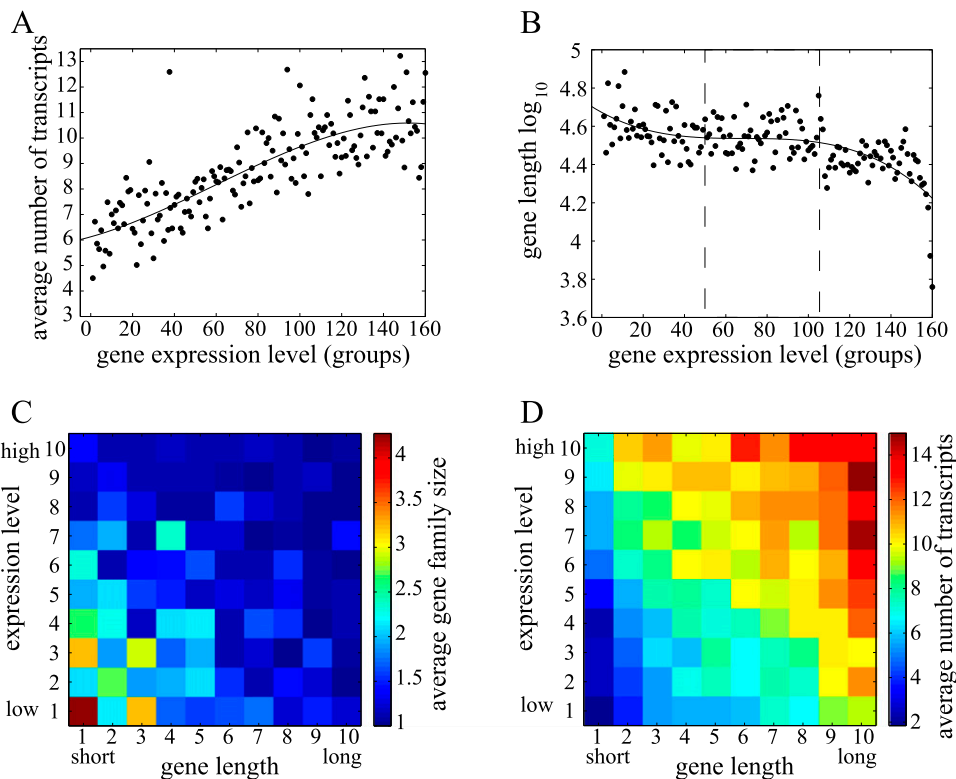 A
average number of transcripts
13
12
11
10
9
8
7
6
5
4
3
0 20 40 60 80 100 120 140 160
gene expression level (groups)
B
gene length log10
5
4.8
4.6
4.4
4.2
4
3.8
3.6
0 20 40 60 80 100 120 140 160
gene expression level (groups)
C
expression level
high 10
9
8
7
6
5
4
3
2
low 1
1 2 3 4 5 6 7 8 9 10
short long
gene length
4
3.5
3
2.5
2
1.5
1
average gene family size
D
expression level
high 10
9
8
7
6
5
4
3
2
low 1
1 2 3 4 5 6 7 8 9 10
short long
gene length
14
12
10
8
6
4
2
average number of transcripts